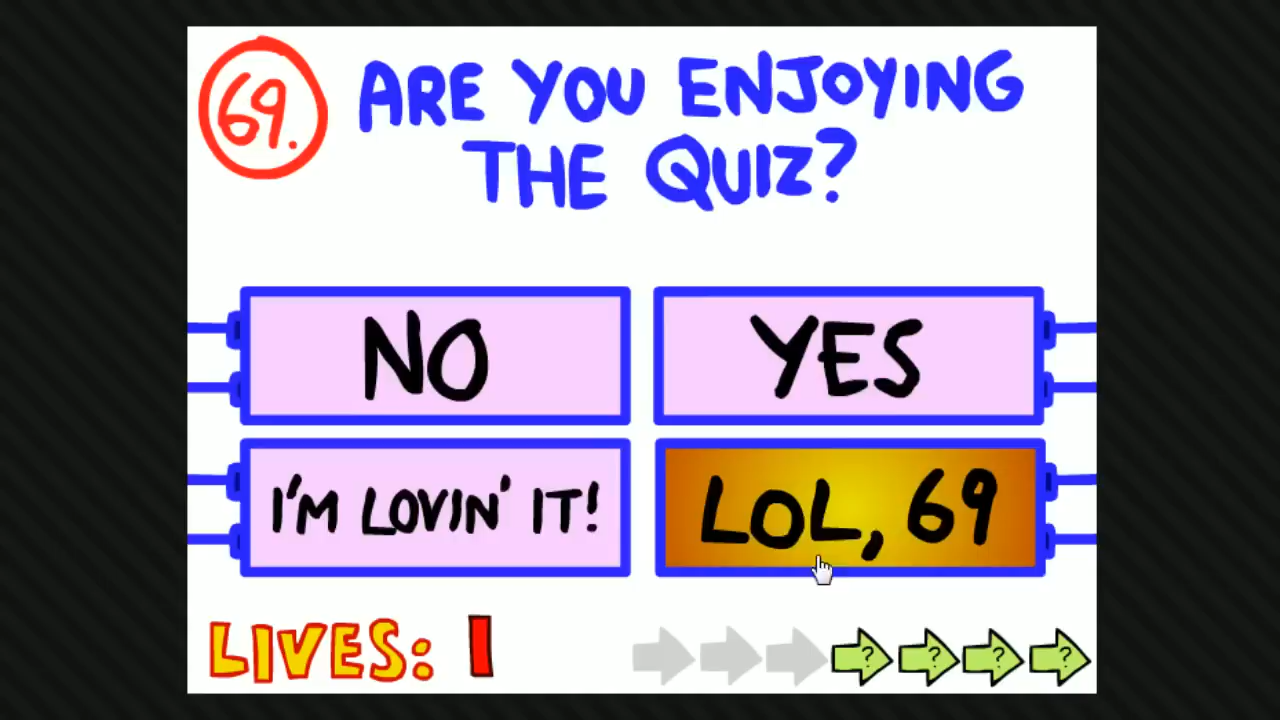 69.
ARE YOU ENJOYING
THE QUIZ?
NO
YES
I'M LOVIN' IT!
LOL, 69
LIVES: 1
? ? ? ?